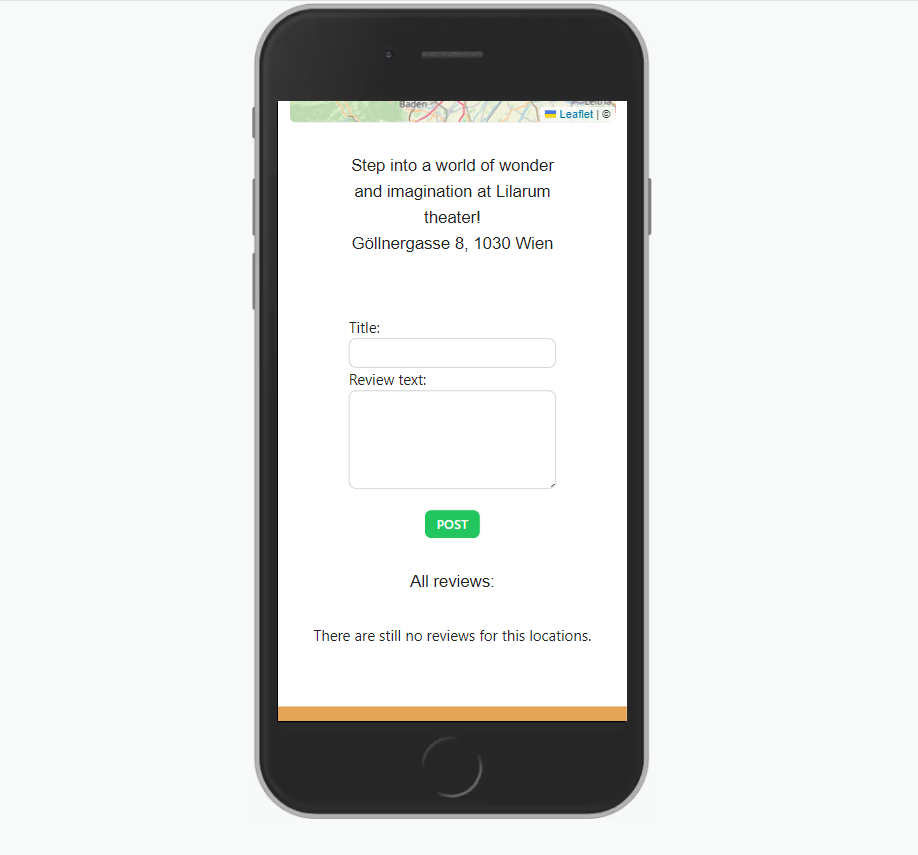 Baden
Leitha
Leaflet | ©
Step into a world of wonder
and imagination at Lilarum
theater!
Göllnergasse 8, 1030 Wien
Title:
Review text:
POST
All reviews:
There are still no reviews for this locations.